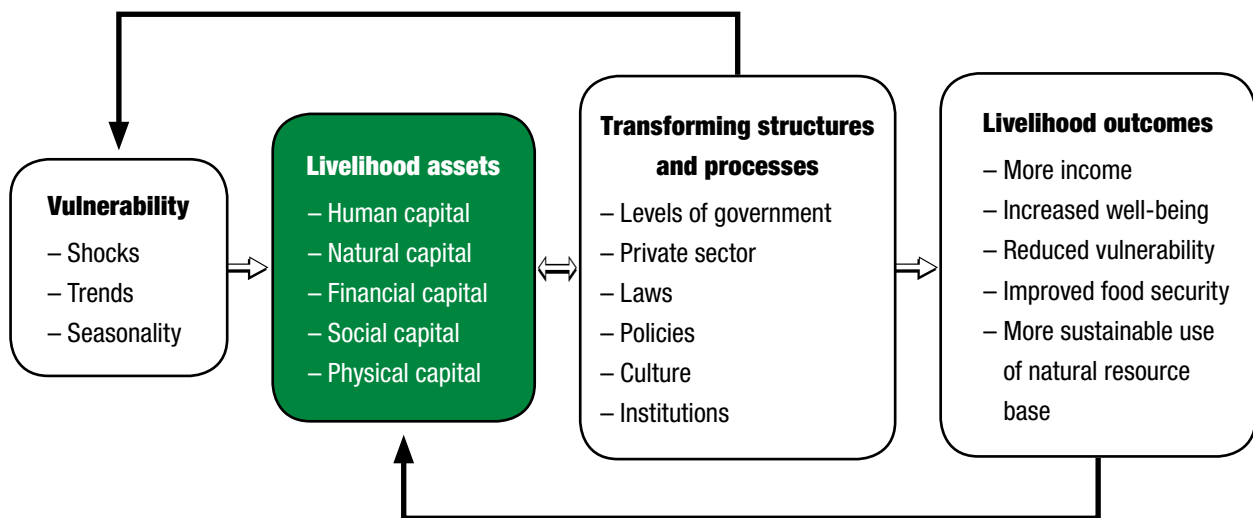 Vulnerability
– Shocks
– Trends
– Seasonality
Livelihood assets
– Human capital
– Natural capital
– Financial capital
– Social capital
– Physical capital
Transforming structures
and processes
– Levels of government
– Private sector
– Laws
– Policies
– Culture
– Institutions
Livelihood outcomes
– More income
– Increased well-being
– Reduced vulnerability
– Improved food security
– More sustainable use
of natural resource
base